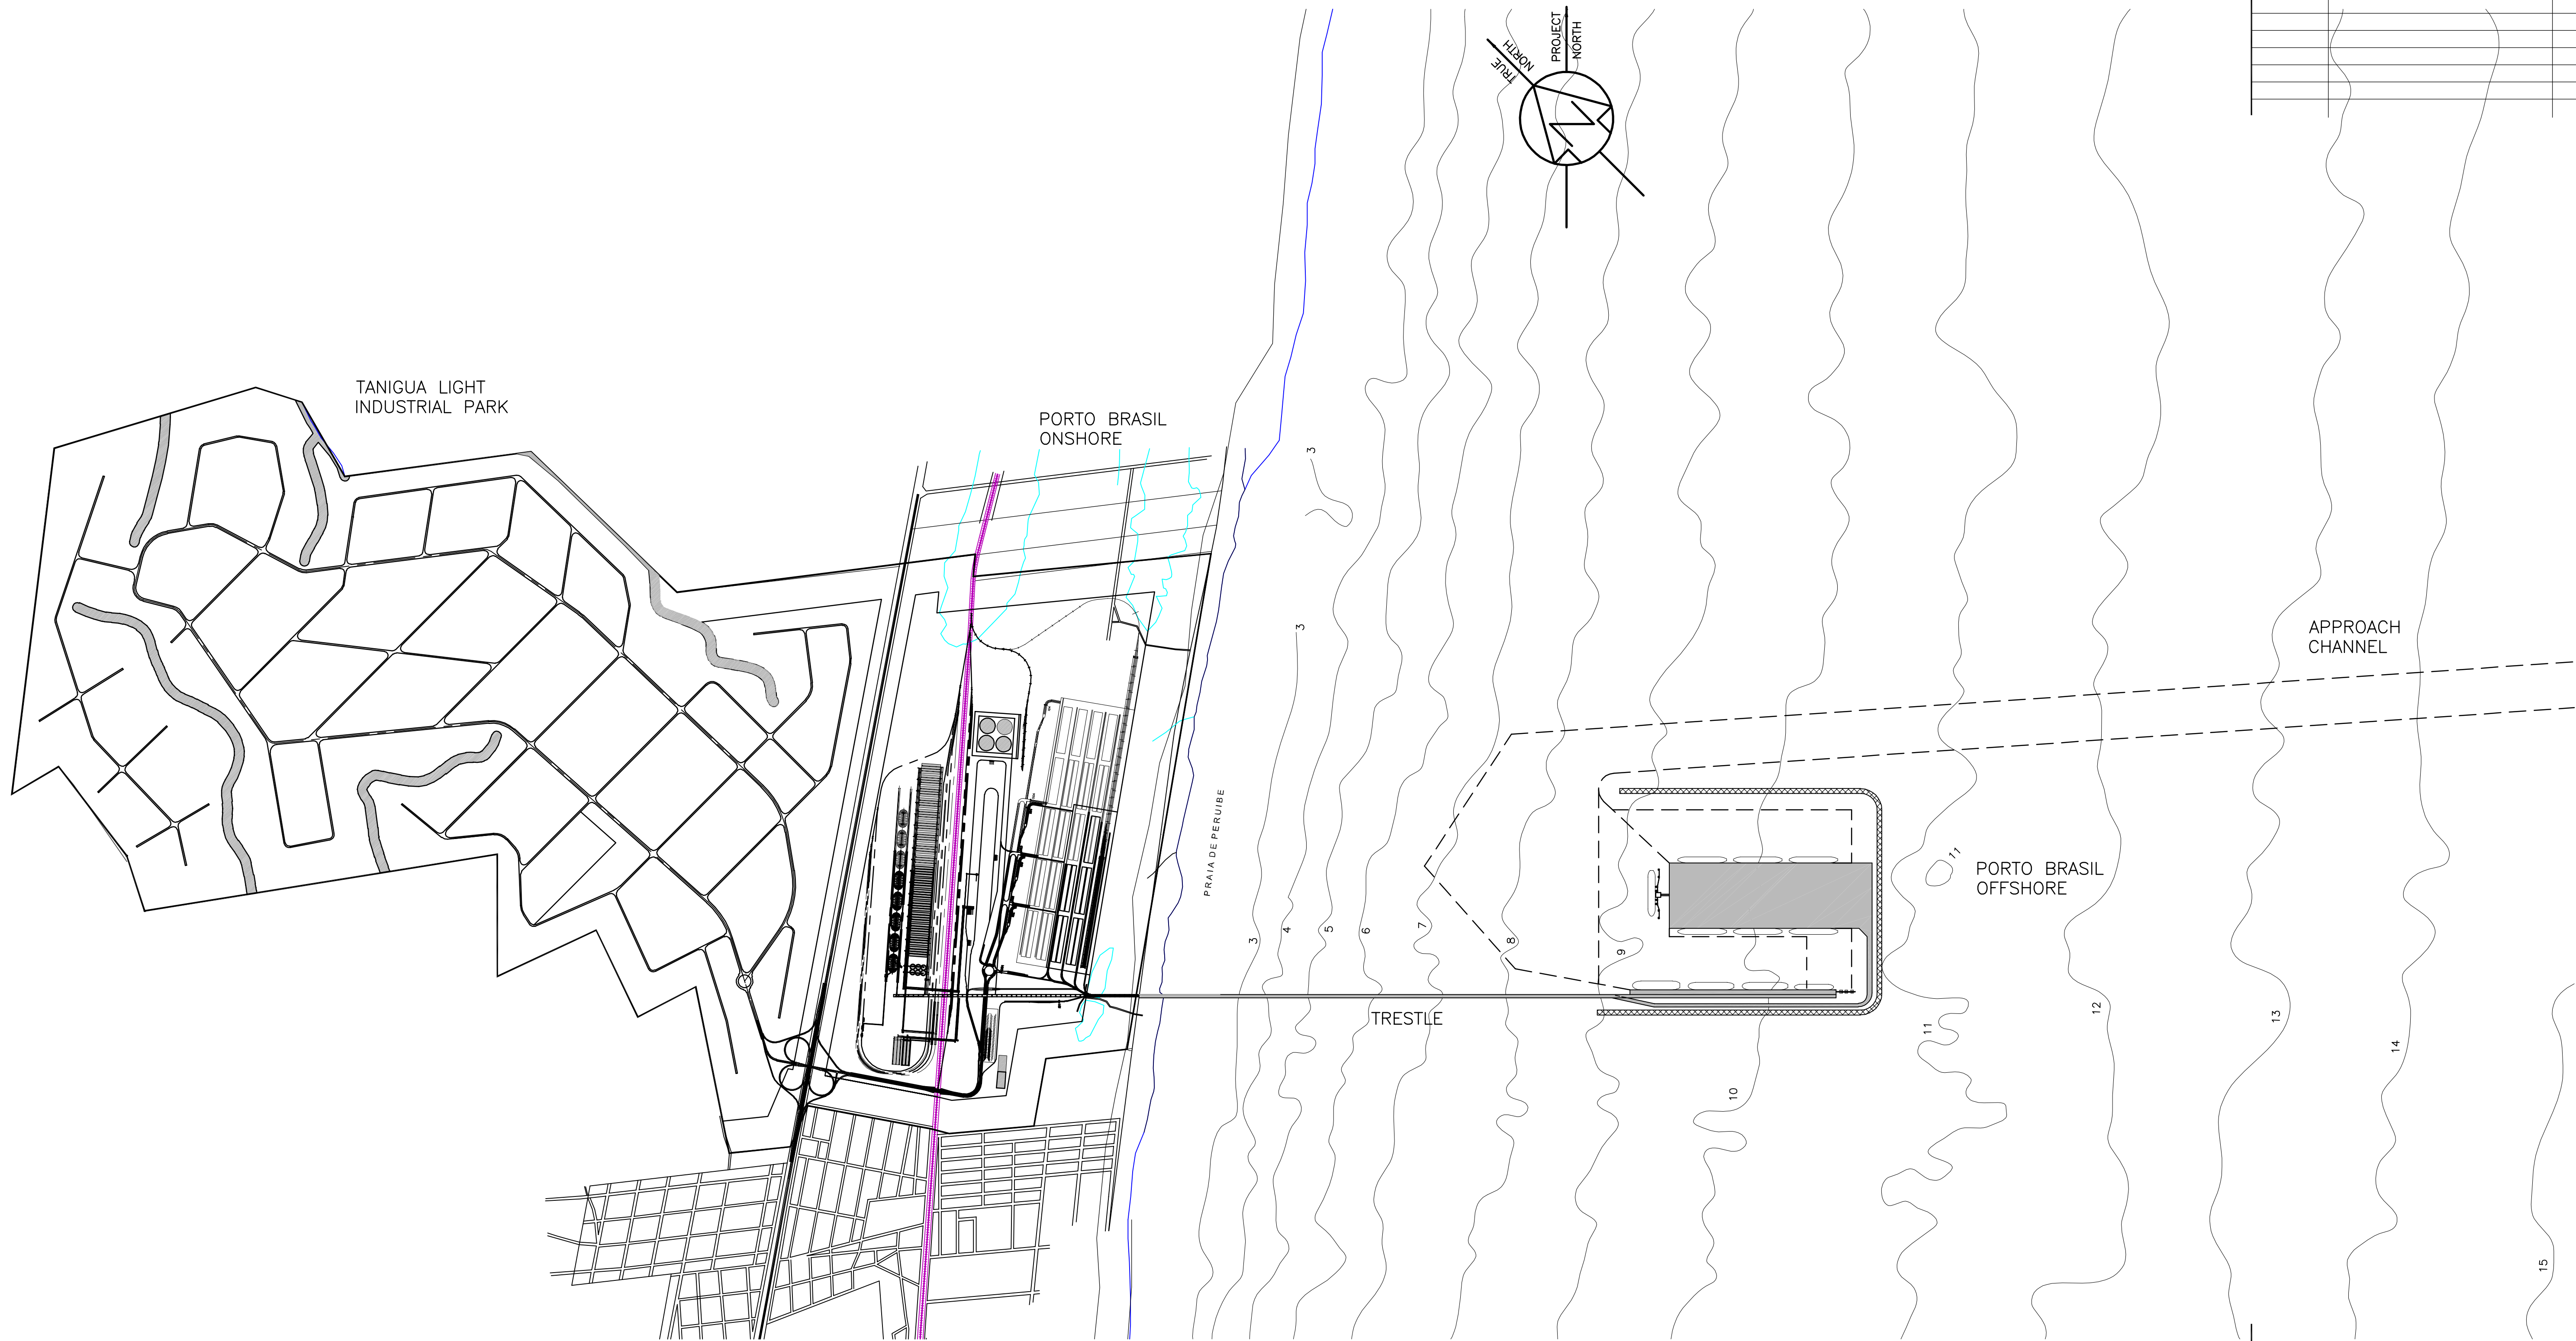 PROJECT
NORTH
TRUE
NORTH
TANIGUA LIGHT
INDUSTRIAL PARK
PORTO BRASIL
ONSHORE
3
3
APPROACH
CHANNEL
PRAIA DE PERUIBE
11
PORTO BRASIL
OFFSHORE
3
4
5
6
7
8
9
TRESTLE
10
11
12
13
14
15